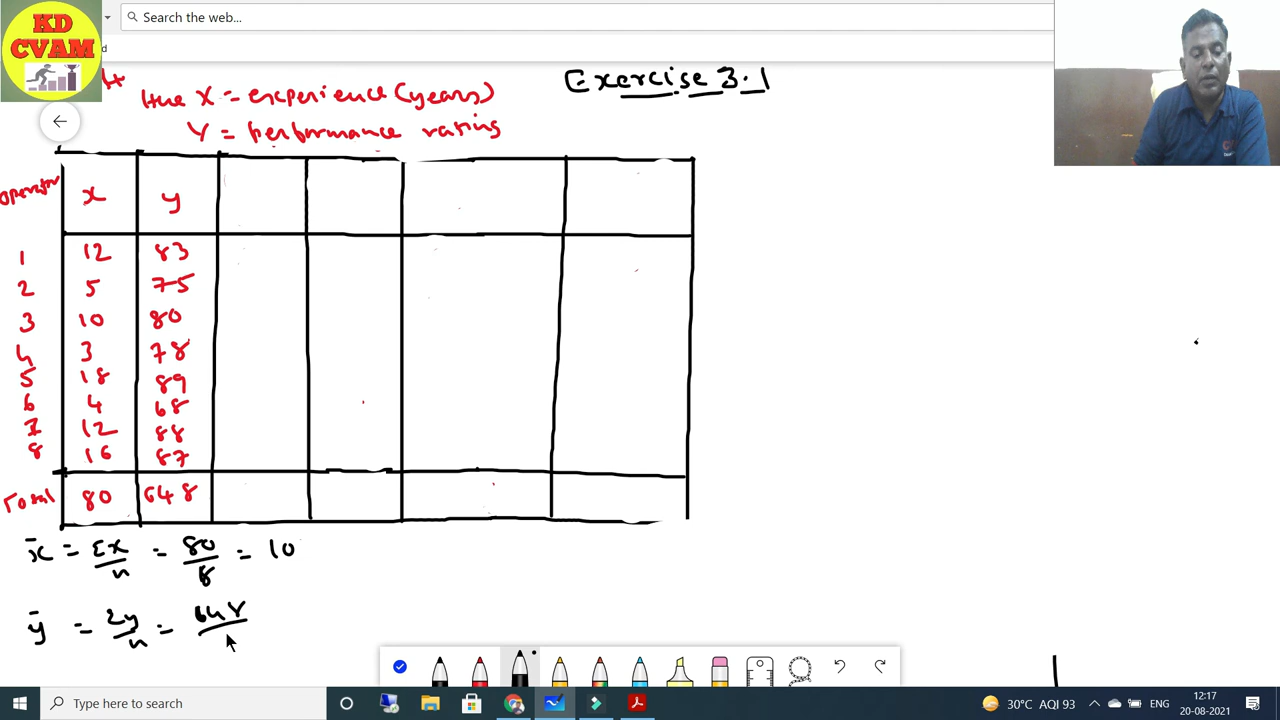 KD
CVAM
Search the web...
Exercise 3.1
Here X = experience (years)
Y = performance rating
operator x y
1 12 83
2 5 75
3 10 80
4 3 78
5 18 89
6 4 68
7 12 88
8 16 87
Total 80 648
x̄ = Σx/n = 80/8 = 10
ȳ = Σy/n = 648
Type here to search
30°C AQI 93
ENG
12:17
20-08-2021